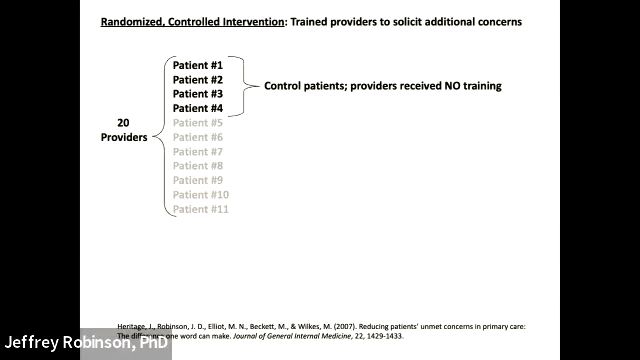 Randomized, Controlled Intervention: Trained providers to solicit additional concerns
Patient #1
Patient #2
Patient #3
Patient #4
Control patients; providers received NO training
20
Providers
Patient #5
Patient #6
Patient #7
Patient #8
Patient #9
Patient #10
Patient #11
Heritage, J., Robinson, J. D., Elliot, M. N., Beckett, M., & Wilkes, M. (2007). Reducing patients' unmet concerns in primary care:
The difference one word can make. Journal of General Internal Medicine, 22, 1429-1433.
Jeffrey Robinson, PhD